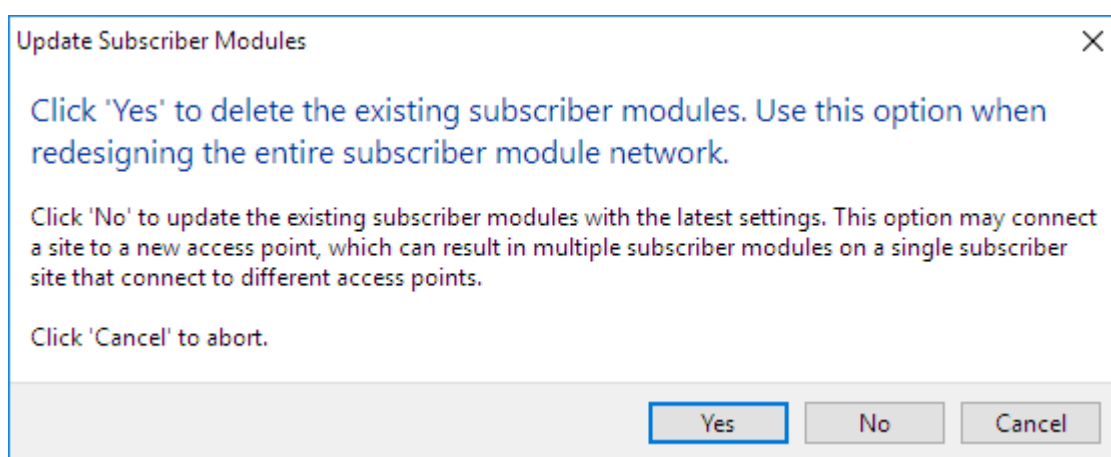 Update Subscriber Modules
Click 'Yes' to delete the existing subscriber modules. Use this option when
redesigning the entire subscriber module network.
Click 'No' to update the existing subscriber modules with the latest settings. This option may connect
a site to a new access point, which can result in multiple subscriber modules on a single subscriber
site that connect to different access points.
Click 'Cancel' to abort.
Yes
No
Cancel